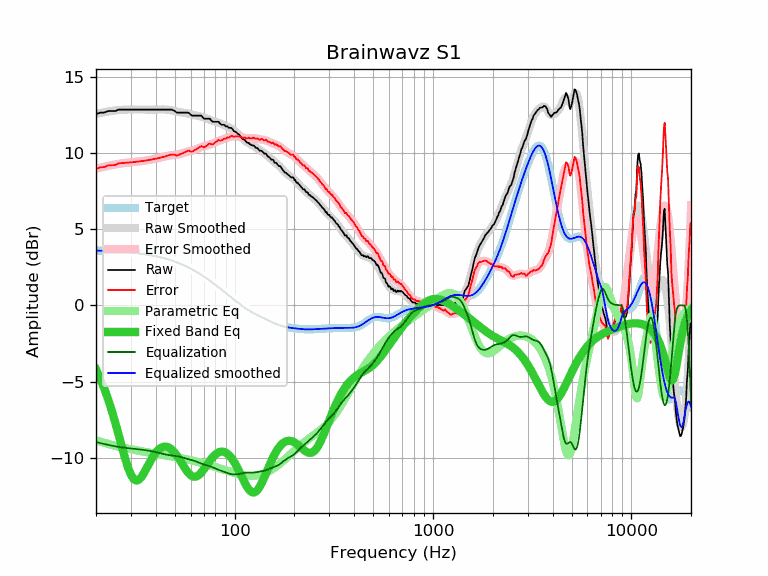 Brainwavz S1
15
10
5
0
−5
−10
Amplitude (dBr)
Target
Raw Smoothed
Error Smoothed
Raw
Error
Parametric Eq
Fixed Band Eq
Equalization
Equalized smoothed
100 1000 10000
Frequency (Hz)